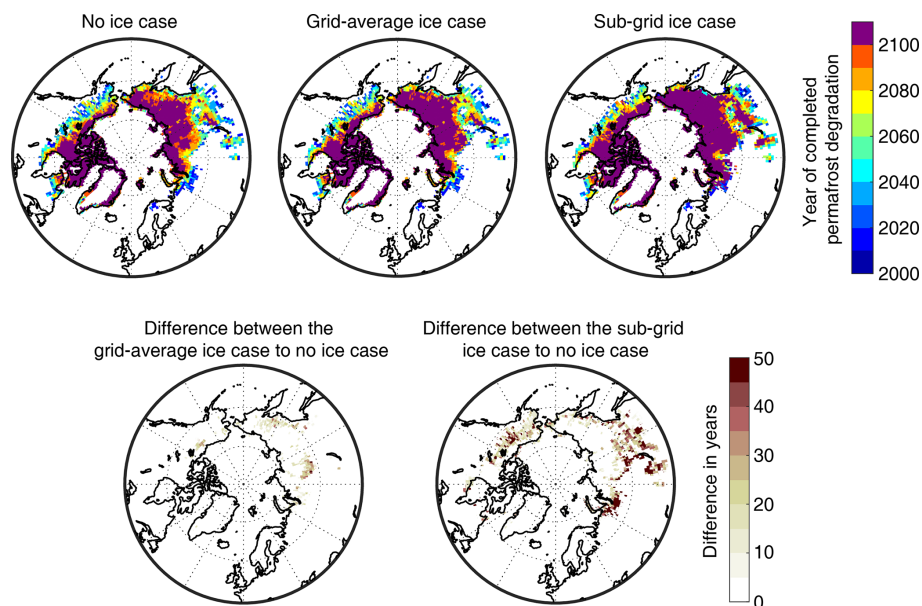 No ice case
Grid-average ice case
Sub-grid ice case
2100
2080
2060
2040
2020
2000
Year of completed
permafrost degradation
Difference between the
grid-average ice case to no ice case
Difference between the sub-grid
ice case to no ice case
50
40
30
20
10
0
Difference in years